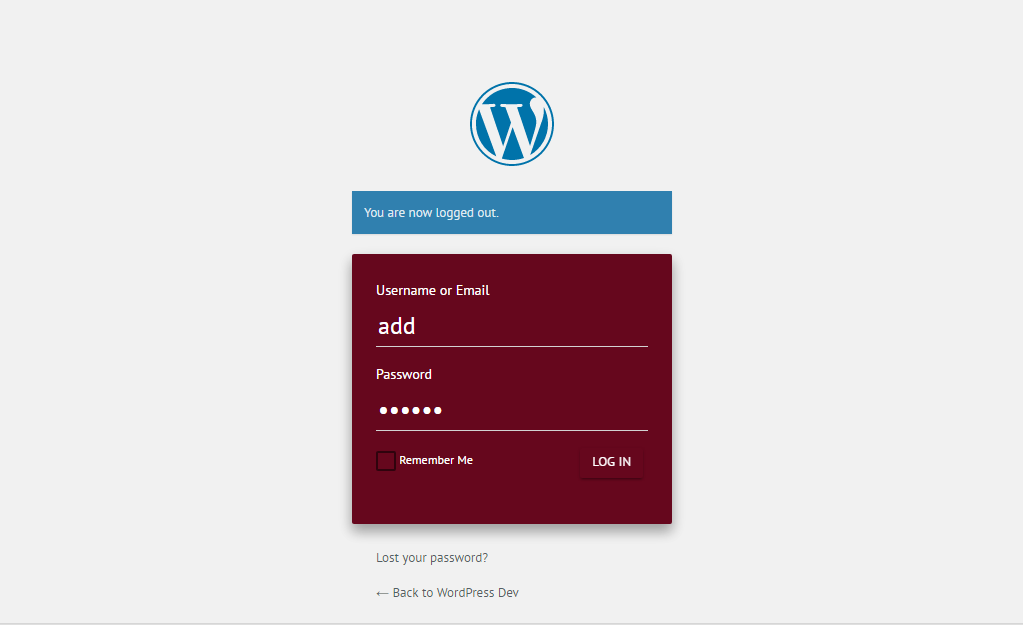 You are now logged out.
Username or Email
add
Password
••••••
Remember Me
LOG IN
Lost your password?
← Back to WordPress Dev